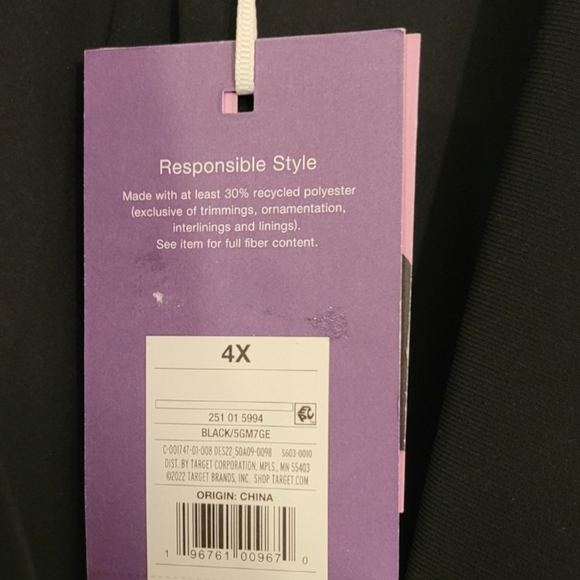 Responsible Style
Made with at least 30% recycled polyester
(exclusive of trimmings, ornamentation,
interlinings and linings).
See item for full fiber content.
4X
251 01 5994
BLACK/5GM7GE
C-001747-01-008 DES22_50A09-0098 S603-0010
DIST. BY TARGET CORPORATION, MPLS., MN 55403
©2022 TARGET BRANDS, INC. SHOP TARGET.COM
ORIGIN: CHINA
1 96761 00967 0